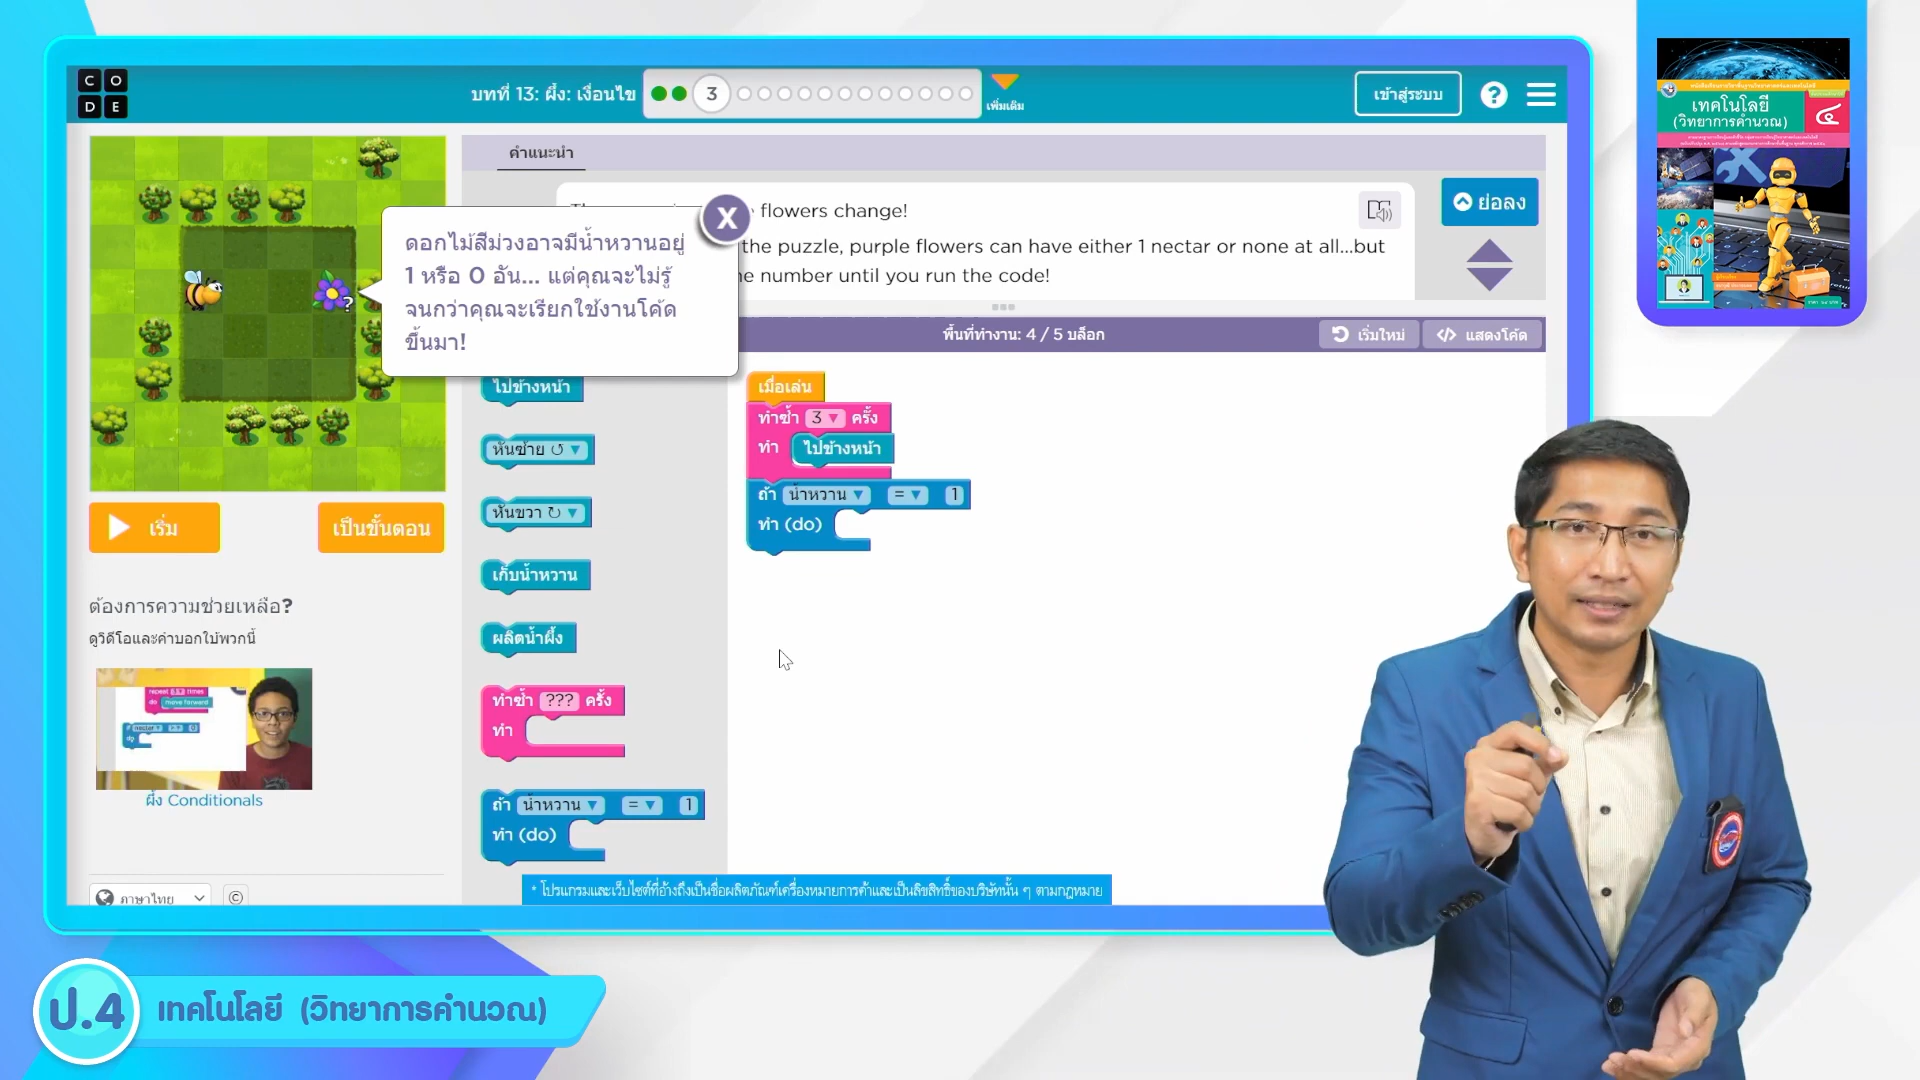 C O
D E
บทที่ 13: ผึ้ง: เงื่อนไข
3
เพิ่มเติม
เข้าสู่ระบบ
?
คำแนะนำ
flowers change!
the puzzle, purple flowers can have either 1 nectar or none at all...but
number until you run the code!
ย่อลง
X
ดอกไม้สีม่วงอาจมีน้ำหวานอยู่
1 หรือ 0 อัน... แต่คุณจะไม่รู้
จนกว่าคุณจะเรียกใช้งานโค้ด
ขึ้นมา!
?
พื้นที่ทำงาน: 4 / 5 บล็อก
เริ่มใหม่
</> แสดงโค้ด
ไปข้างหน้า
หันซ้าย ↺
หันขวา ↻
เก็บน้ำหวาน
ผลิตน้ำผึ้ง
ทำซ้ำ ??? ครั้ง
ทำ
ถ้า น้ำหวาน = 1
ทำ (do)
เมื่อเล่น
ทำซ้ำ 3 ครั้ง
ทำ ไปข้างหน้า
ถ้า น้ำหวาน = 1
ทำ (do)
เริ่ม
เป็นขั้นตอน
ต้องการความช่วยเหลือ?
ดูวิดีโอและคำบอกใบ้พวกนี้
move forward
ผึ้ง Conditionals
ภาษาไทย
©
* โปรแกรมและเว็บไซต์ที่อ้างถึงเป็นชื่อผลิตภัณฑ์เครื่องหมายการค้าและเป็นลิขสิทธิ์ของบริษัทนั้น ๆ ตามกฎหมาย
เทคโนโลยี
(วิทยาการคำนวณ)
๔
ป.4
เทคโนโลยี (วิทยาการคำนวณ)